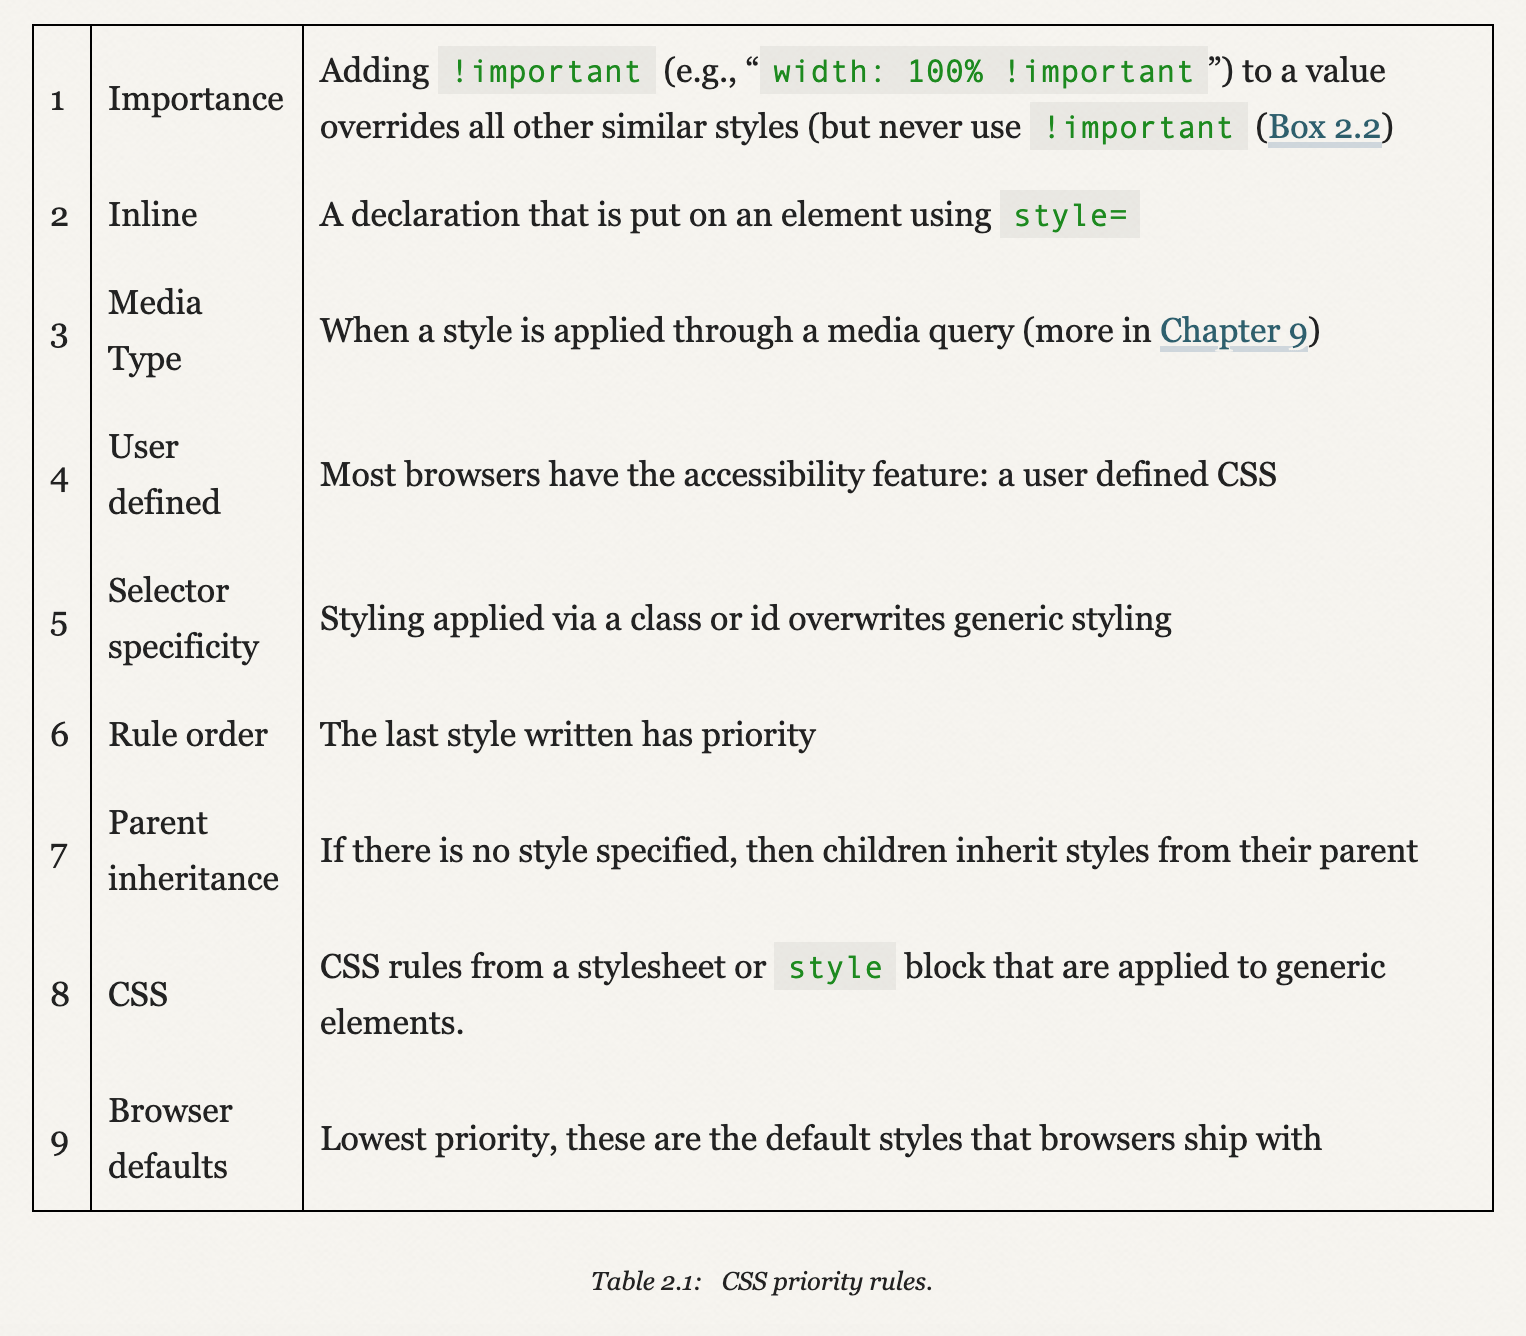 1 Importance Adding !important (e.g., “width: 100% !important”) to a value
overrides all other similar styles (but never use !important (Box 2.2)
2 Inline A declaration that is put on an element using style=
3 Media
Type When a style is applied through a media query (more in Chapter 9)
4 User
defined Most browsers have the accessibility feature: a user defined CSS
5 Selector
specificity Styling applied via a class or id overwrites generic styling
6 Rule order The last style written has priority
7 Parent
inheritance If there is no style specified, then children inherit styles from their parent
8 CSS CSS rules from a stylesheet or style block that are applied to generic
elements.
9 Browser
defaults Lowest priority, these are the default styles that browsers ship with
Table 2.1: CSS priority rules.